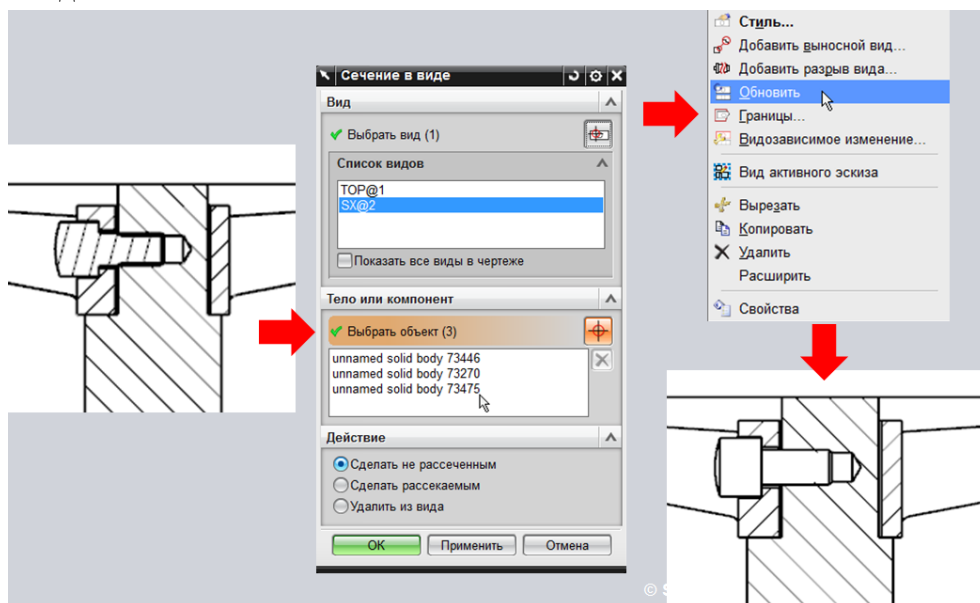 Сечение в виде
Вид
Выбрать вид (1)
Список видов
TOP@1
SX@2
Показать все виды в чертеже
Тело или компонент
Выбрать объект (3)
unnamed solid body 73446
unnamed solid body 73270
unnamed solid body 73475
Действие
Сделать не рассеченным
Сделать рассекаемым
Удалить из вида
OK Применить Отмена
Стиль...
Добавить выносной вид...
Добавить разрыв вида...
Обновить
Границы...
Видозависимое изменение...
Вид активного эскиза
Вырезать
Копировать
Удалить
Расширить
Свойства